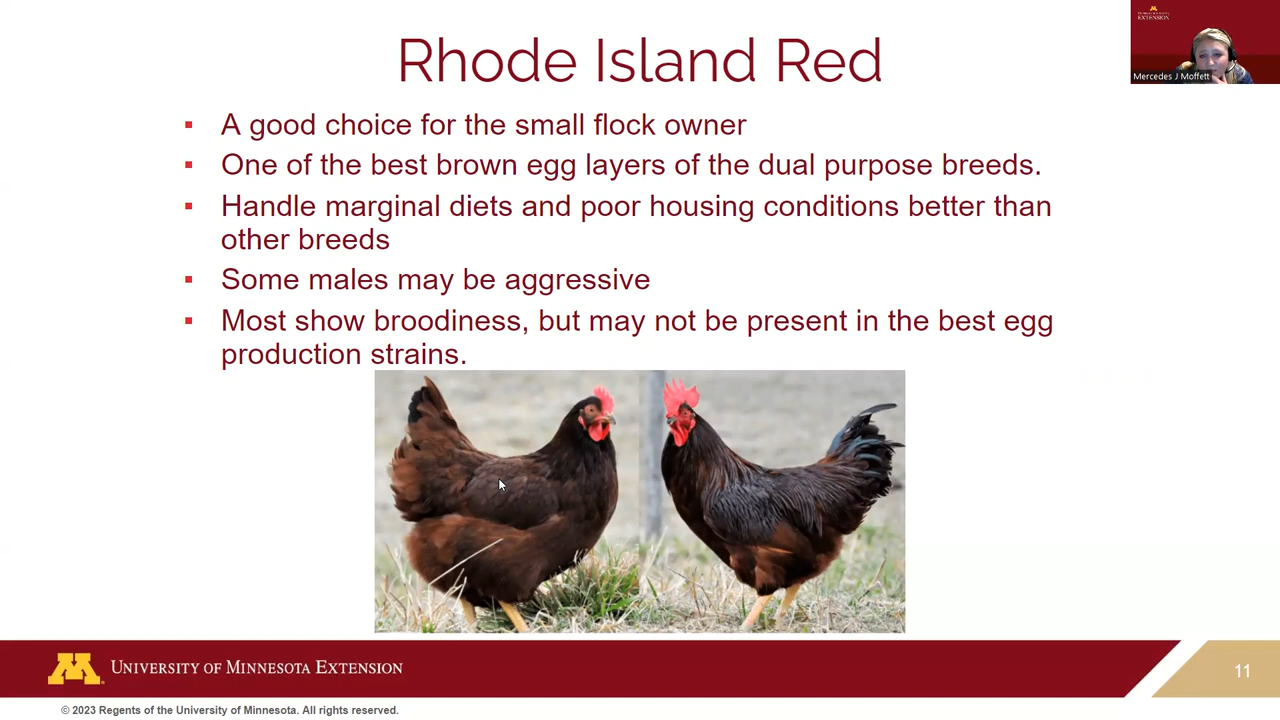 Rhode Island Red
EXTENSION
Mercedes J Moffett
▪ A good choice for the small flock owner
▪ One of the best brown egg layers of the dual purpose breeds.
▪ Handle marginal diets and poor housing conditions better than
other breeds
▪ Some males may be aggressive
▪ Most show broodiness, but may not be present in the best egg
production strains.
M
UNIVERSITY OF MINNESOTA EXTENSION
11
© 2023 Regents of the University of Minnesota. All rights reserved.